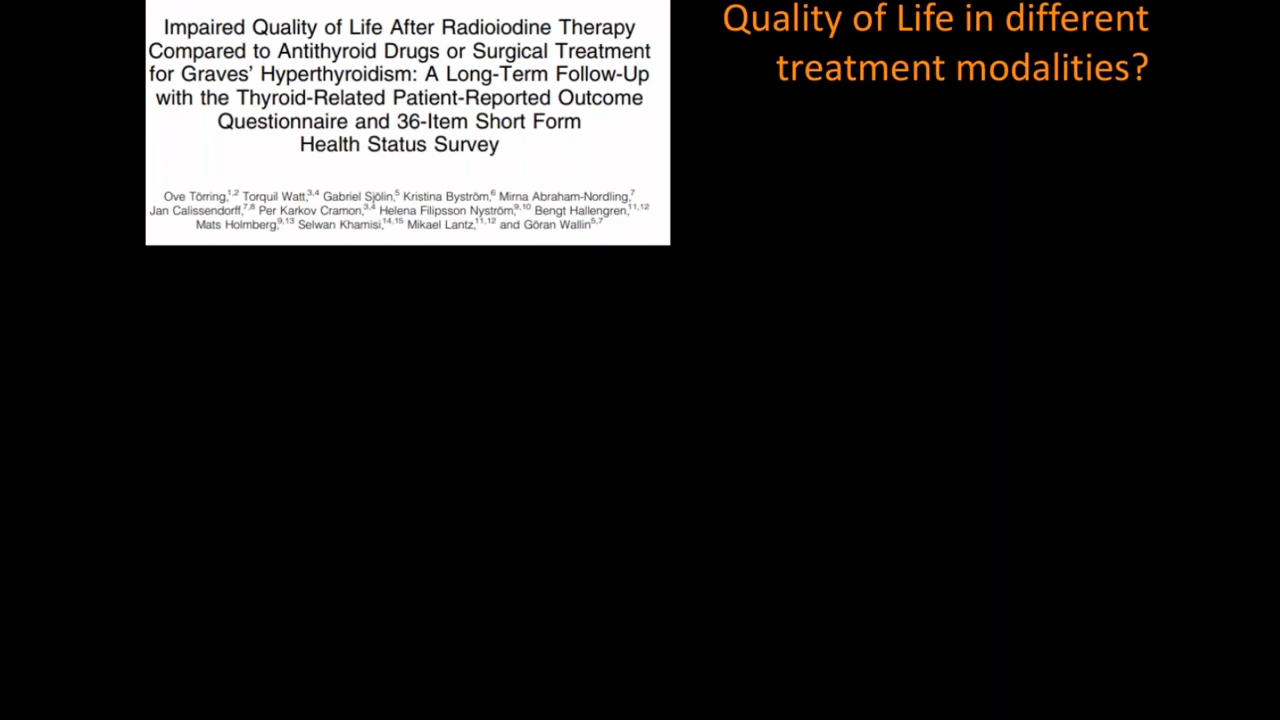 Impaired Quality of Life After Radioiodine Therapy
Compared to Antithyroid Drugs or Surgical Treatment
for Graves' Hyperthyroidism: A Long-Term Follow-Up
with the Thyroid-Related Patient-Reported Outcome
Questionnaire and 36-Item Short Form
Health Status Survey
Ove Törring,1,2 Torquil Watt,3,4 Gabriel Sjölin,5 Kristina Byström,6 Mirna Abraham-Nordling,7
Jan Calissendorff,7,8 Per Karkov Cramon,3,4 Helena Filipsson Nyström,9,10 Bengt Hallengren,11,12
Mats Holmberg,9,13 Selwan Khamisi,14,15 Mikael Lantz,11,12 and Göran Wallin5,7
Quality of Life in different
treatment modalities?